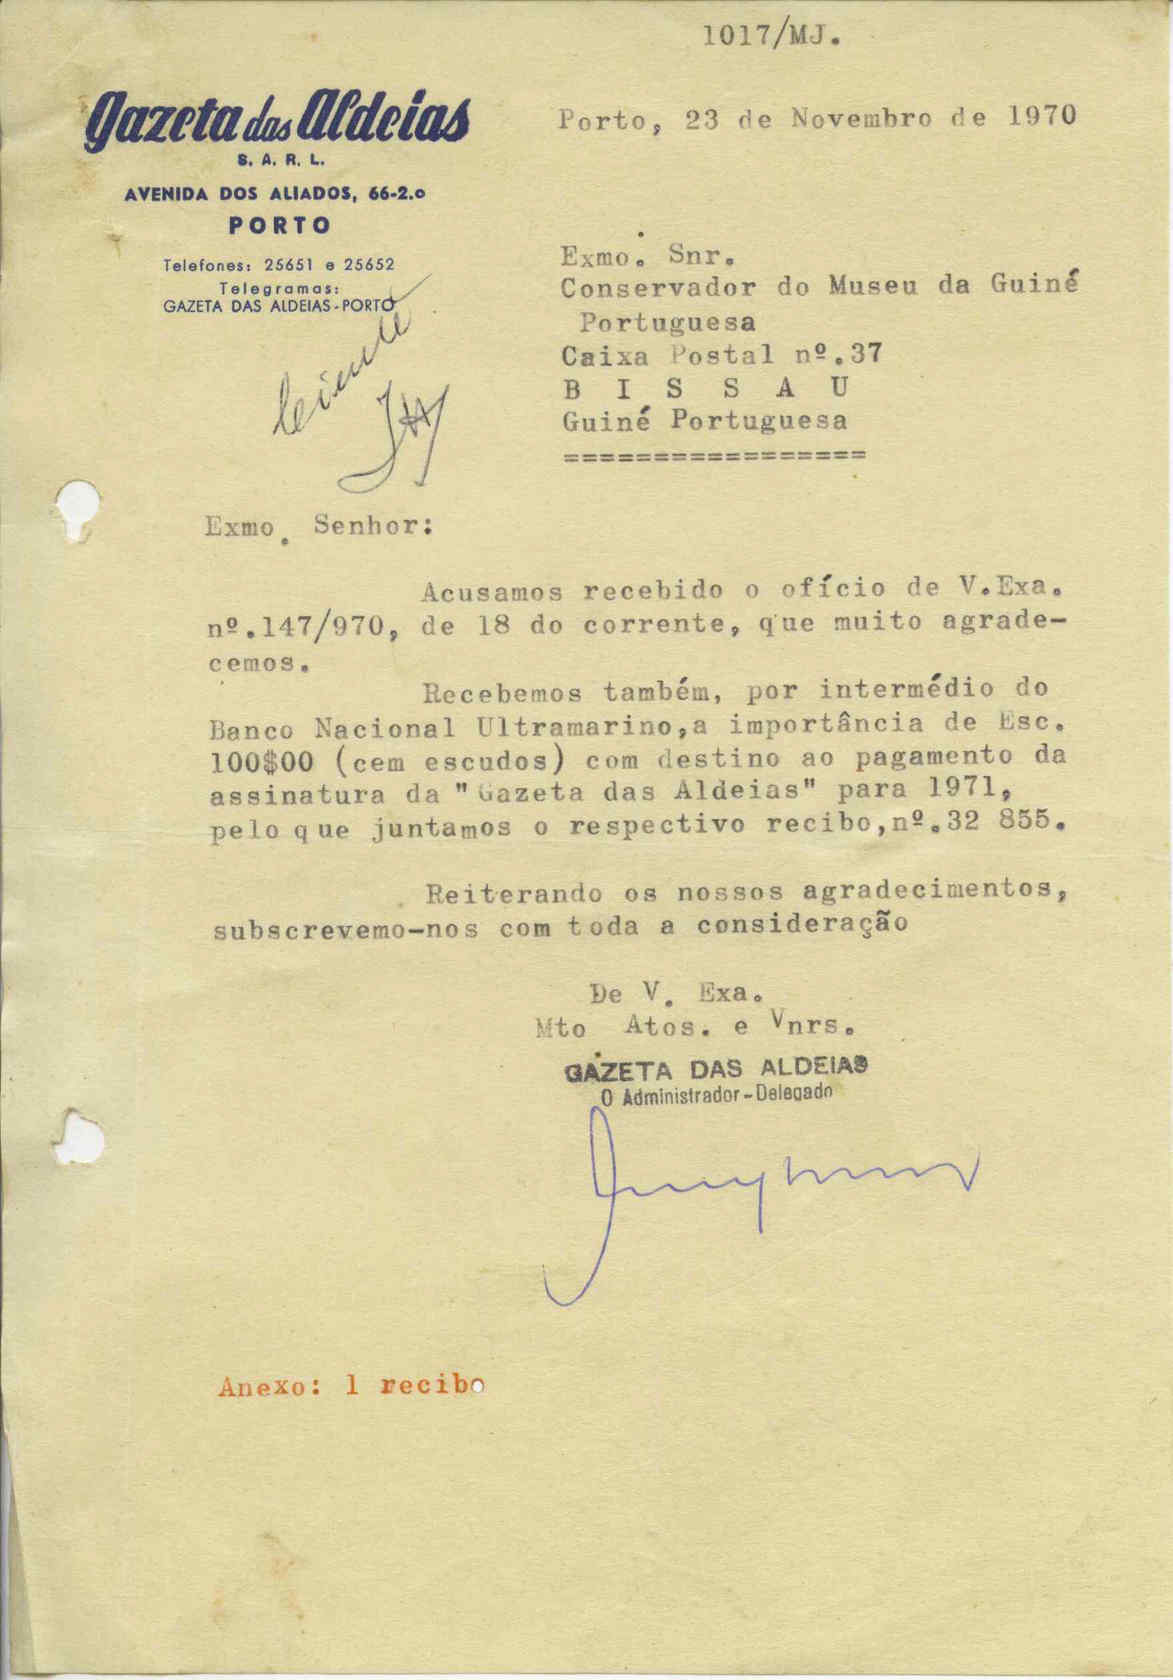 1017/MJ.
Gazeta das Aldeias
S. A. R. L.
AVENIDA DOS ALIADOS, 66-2.o
PORTO
Telefones: 25651 e 25652
Telegramas:
GAZETA DAS ALDEIAS-PORTO
Porto, 23 de Novembro de 1970
Exmo. Snr.
Conservador do Museu da Guiné
Portuguesa
Caixa Postal nº.37
B I S S A U
Guiné Portuguesa
=================
Ciente
Exmo. Senhor:
Acusamos recebido o ofício de V.Exa.
nº.147/970, de 18 do corrente, que muito agrade-
cemos.
Recebemos também, por intermédio do
Banco Nacional Ultramarino,a importância de Esc.
100$00 (cem escudos) com destino ao pagamento da
assinatura da "Gazeta das Aldeias" para 1971,
pelo que juntamos o respectivo recibo,nº.32 855.
Reiterando os nossos agradecimentos,
subscrevemo-nos com toda a consideração
De V. Exa.
Mto Atos. e Vnrs.
GAZETA DAS ALDEIAS
O Administrador-Delegado
Anexo: 1 recibo